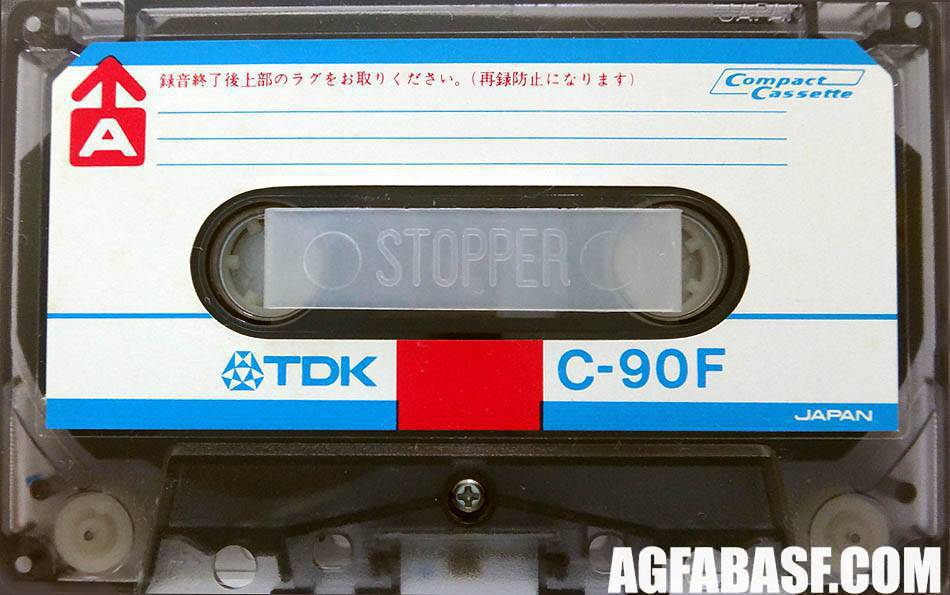 JAPAN
録音終了後上部のラグをお取りください。(再録防止になります)
Compact
Cassette
A
STOPPER
TDK
C-90F
JAPAN
AGFABASF.COM